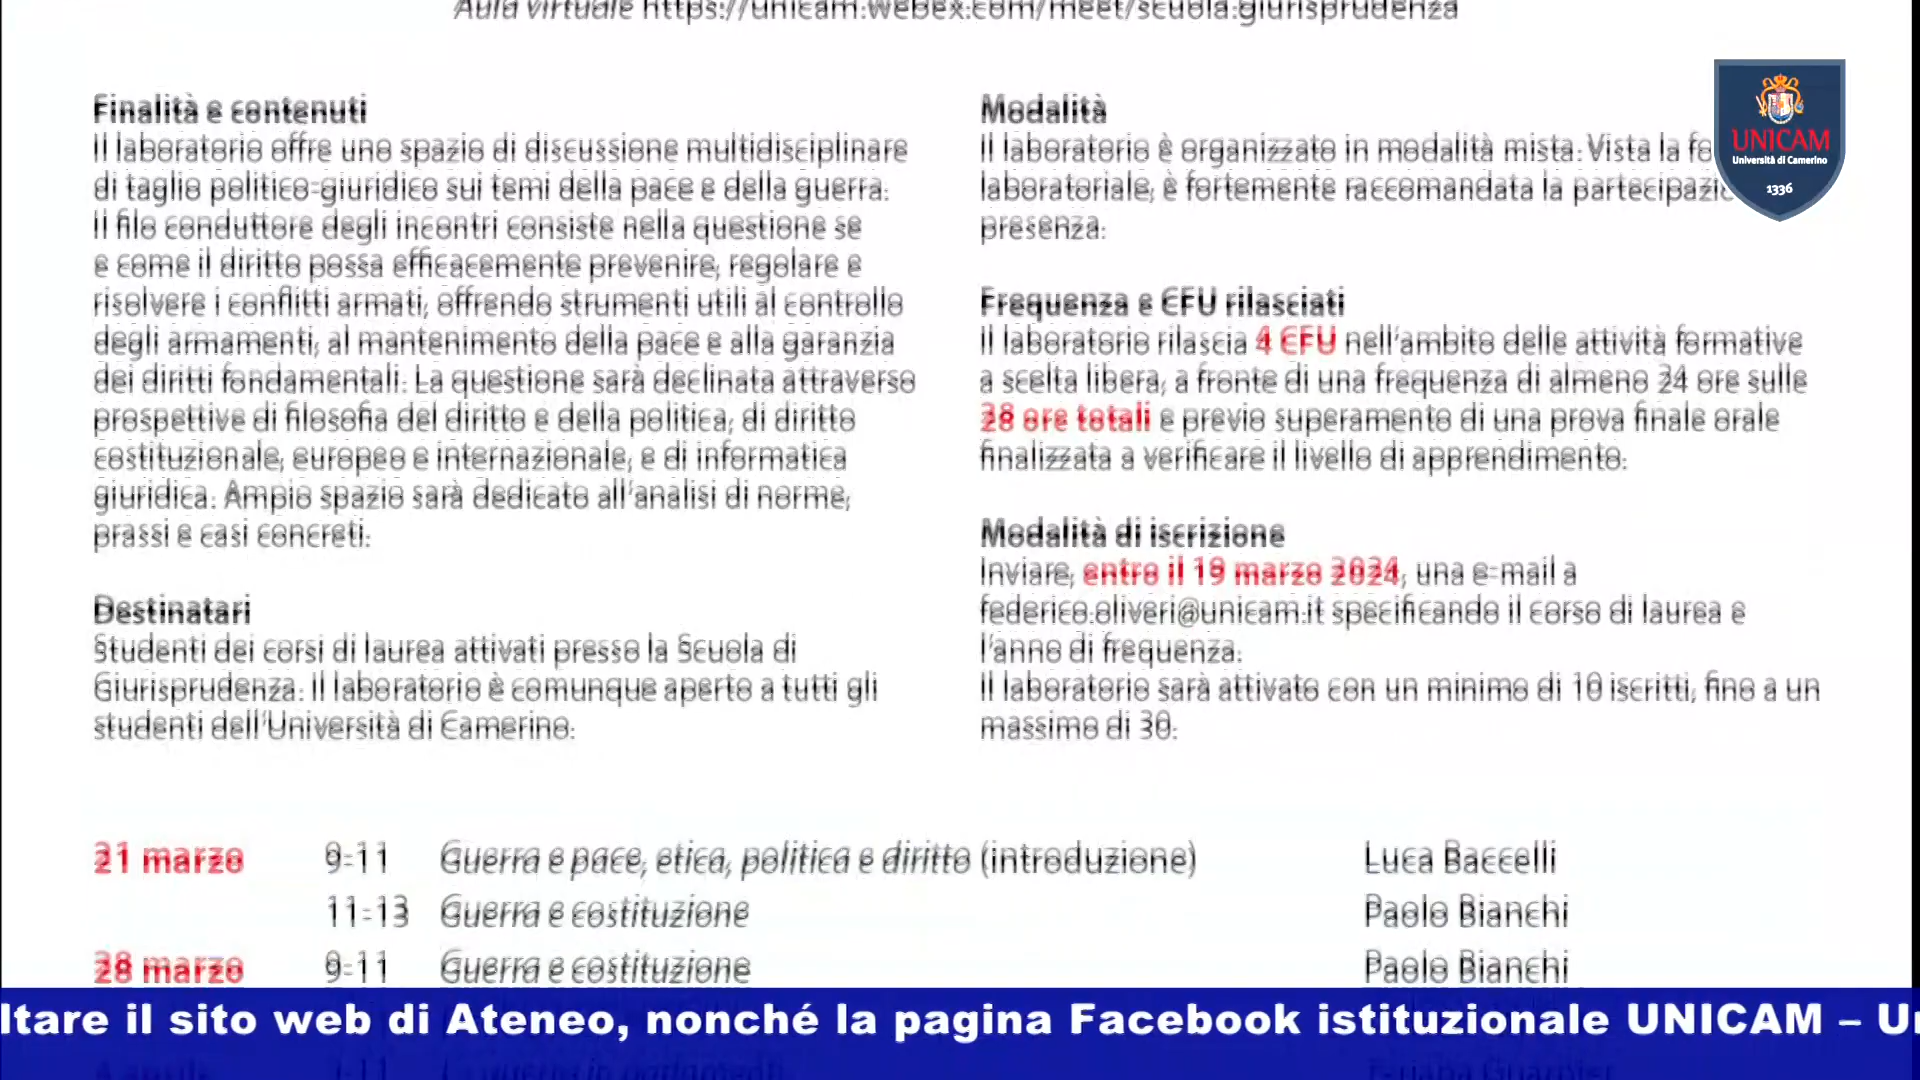 Aula virtuale https://unicam.webex.com/meet/scuola.giurisprudenza
Finalità e contenuti
Il laboratorio offre uno spazio di discussione multidisciplinare
di taglio politico-giuridico sui temi della pace e della guerra.
Il filo conduttore degli incontri consiste nella questione se
e come il diritto possa efficacemente prevenire, regolare e
risolvere i conflitti armati, offrendo strumenti utili al controllo
degli armamenti, al mantenimento della pace e alla garanzia
dei diritti fondamentali. La questione sarà declinata attraverso
prospettive di filosofia del diritto e della politica, di diritto
costituzionale, europeo e internazionale, e di informatica
giuridica. Ampio spazio sarà dedicato all'analisi di norme,
prassi e casi concreti.
Destinatari
Studenti dei corsi di laurea attivati presso la Scuola di
Giurisprudenza. Il laboratorio è comunque aperto a tutti gli
studenti dell'Università di Camerino.
Modalità
Il laboratorio è organizzato in modalità mista. Vista la fo
laboratoriale, è fortemente raccomandata la partecipazio
presenza.
Frequenza e CFU rilasciati
Il laboratorio rilascia 4 CFU nell'ambito delle attività formative
a scelta libera, a fronte di una frequenza di almeno 24 ore sulle
28 ore totali e previo superamento di una prova finale orale
finalizzata a verificare il livello di apprendimento.
Modalità di iscrizione
Inviare, entro il 19 marzo 2024, una e-mail a
federico.oliveri@unicam.it specificando il corso di laurea e
l'anno di frequenza.
Il laboratorio sarà attivato con un minimo di 10 iscritti, fino a un
massimo di 30.
UNICAM
Università di Camerino
1336
21 marzo 9-11 Guerra e pace, etica, politica e diritto (introduzione) Luca Baccelli
11-13 Guerra e costituzione Paolo Bianchi
28 marzo 9-11 Guerra e costituzione Paolo Bianchi
ltare il sito web di Ateneo, nonché la pagina Facebook istituzionale UNICAM – Un